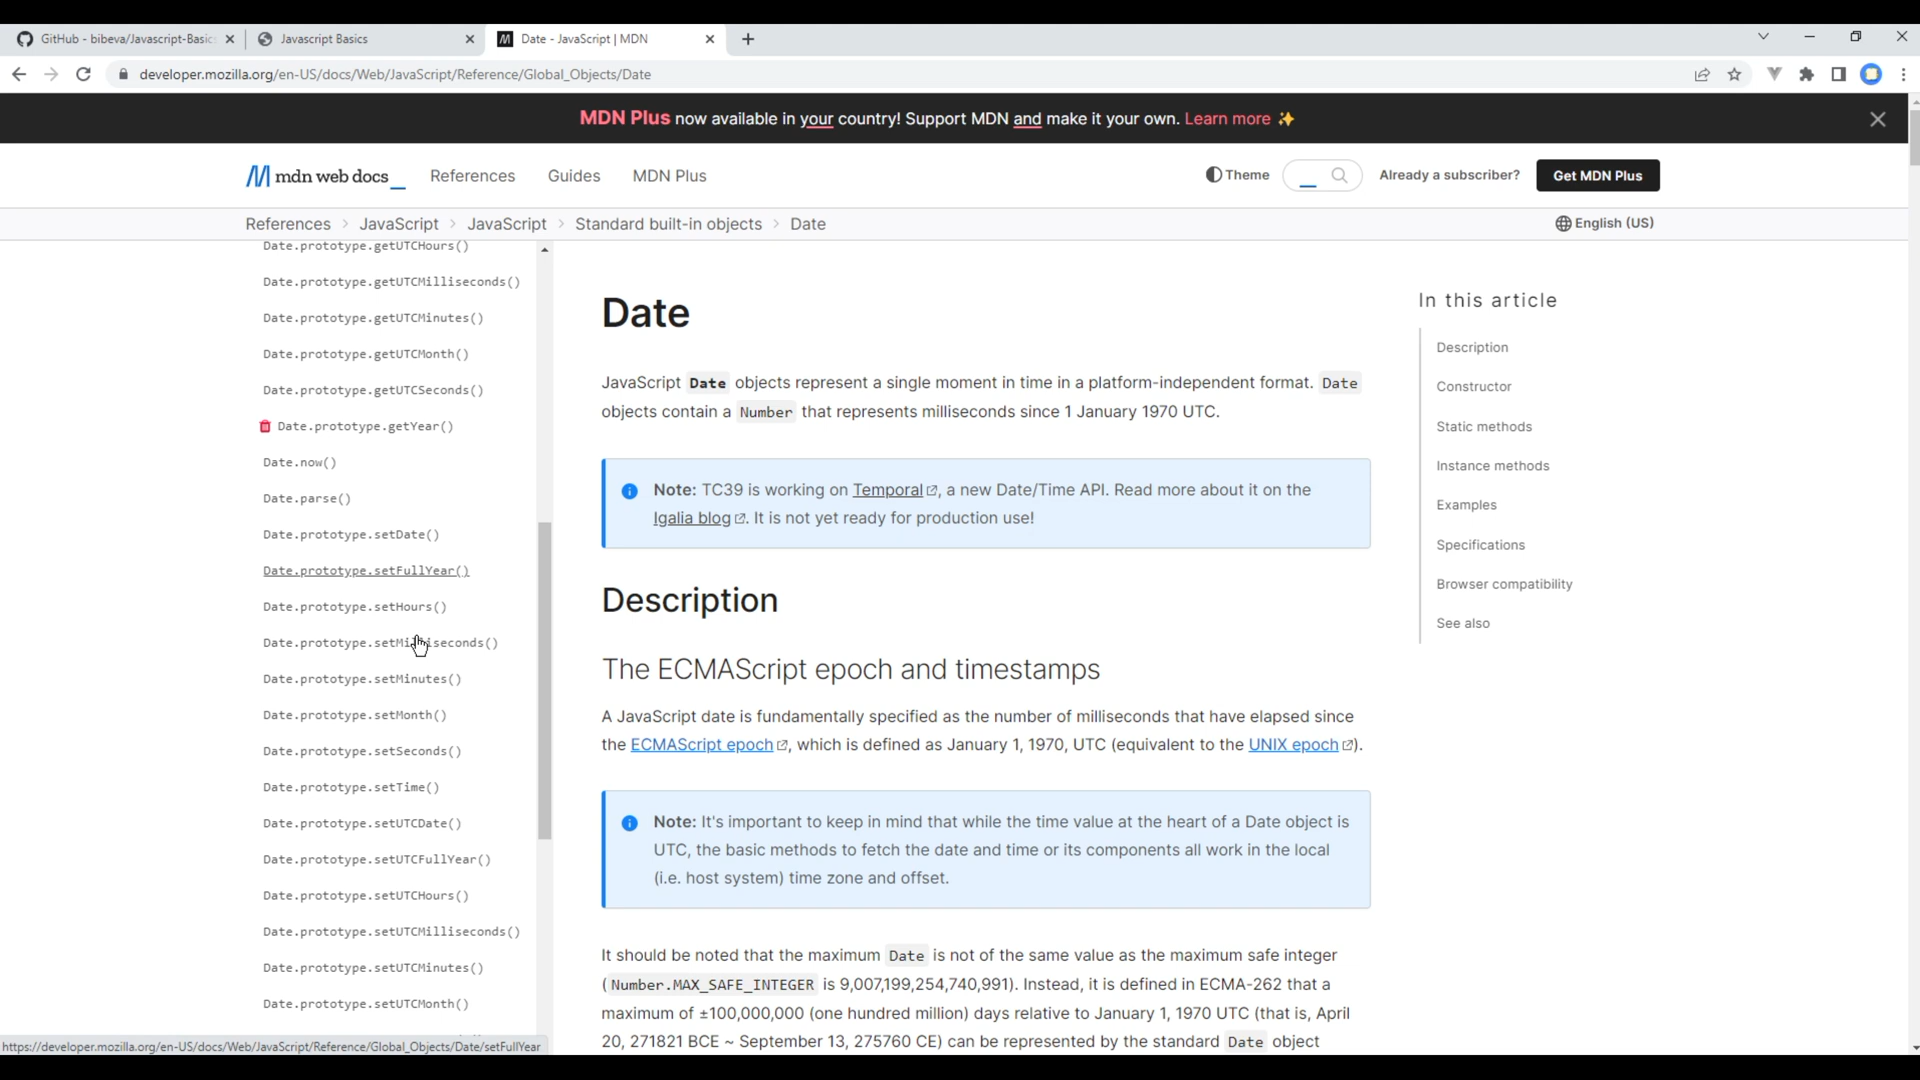 GitHub - bibeva/Javascript-Basic
Javascript Basics
Date - JavaScript | MDN
developer.mozilla.org/en-US/docs/Web/JavaScript/Reference/Global_Objects/Date
MDN Plus now available in your country! Support MDN and make it your own. Learn more ✨
mdn web docs_
References
Guides
MDN Plus
Theme
Already a subscriber?
Get MDN Plus
References > JavaScript > JavaScript > Standard built-in objects > Date
English (US)
Date.prototype.getUTCHours()
Date.prototype.getUTCMilliseconds()
Date.prototype.getUTCMinutes()
Date.prototype.getUTCMonth()
Date.prototype.getUTCSeconds()
Date.prototype.getYear()
Date.now()
Date.parse()
Date.prototype.setDate()
Date.prototype.setFullYear()
Date.prototype.setHours()
Date.prototype.setMilliseconds()
Date.prototype.setMinutes()
Date.prototype.setMonth()
Date.prototype.setSeconds()
Date.prototype.setTime()
Date.prototype.setUTCDate()
Date.prototype.setUTCFullYear()
Date.prototype.setUTCHours()
Date.prototype.setUTCMilliseconds()
Date.prototype.setUTCMinutes()
Date.prototype.setUTCMonth()
https://developer.mozilla.org/en-US/docs/Web/JavaScript/Reference/Global_Objects/Date/setFullYear
Date
JavaScript Date objects represent a single moment in time in a platform-independent format. Date
objects contain a Number that represents milliseconds since 1 January 1970 UTC.
Note: TC39 is working on Temporal, a new Date/Time API. Read more about it on the
Igalia blog. It is not yet ready for production use!
Description
The ECMAScript epoch and timestamps
A JavaScript date is fundamentally specified as the number of milliseconds that have elapsed since
the ECMAScript epoch, which is defined as January 1, 1970, UTC (equivalent to the UNIX epoch).
Note: It's important to keep in mind that while the time value at the heart of a Date object is
UTC, the basic methods to fetch the date and time or its components all work in the local
(i.e. host system) time zone and offset.
It should be noted that the maximum Date is not of the same value as the maximum safe integer
(Number.MAX_SAFE_INTEGER is 9,007,199,254,740,991). Instead, it is defined in ECMA-262 that a
maximum of ±100,000,000 (one hundred million) days relative to January 1, 1970 UTC (that is, April
20, 271821 BCE ~ September 13, 275760 CE) can be represented by the standard Date object
In this article
Description
Constructor
Static methods
Instance methods
Examples
Specifications
Browser compatibility
See also